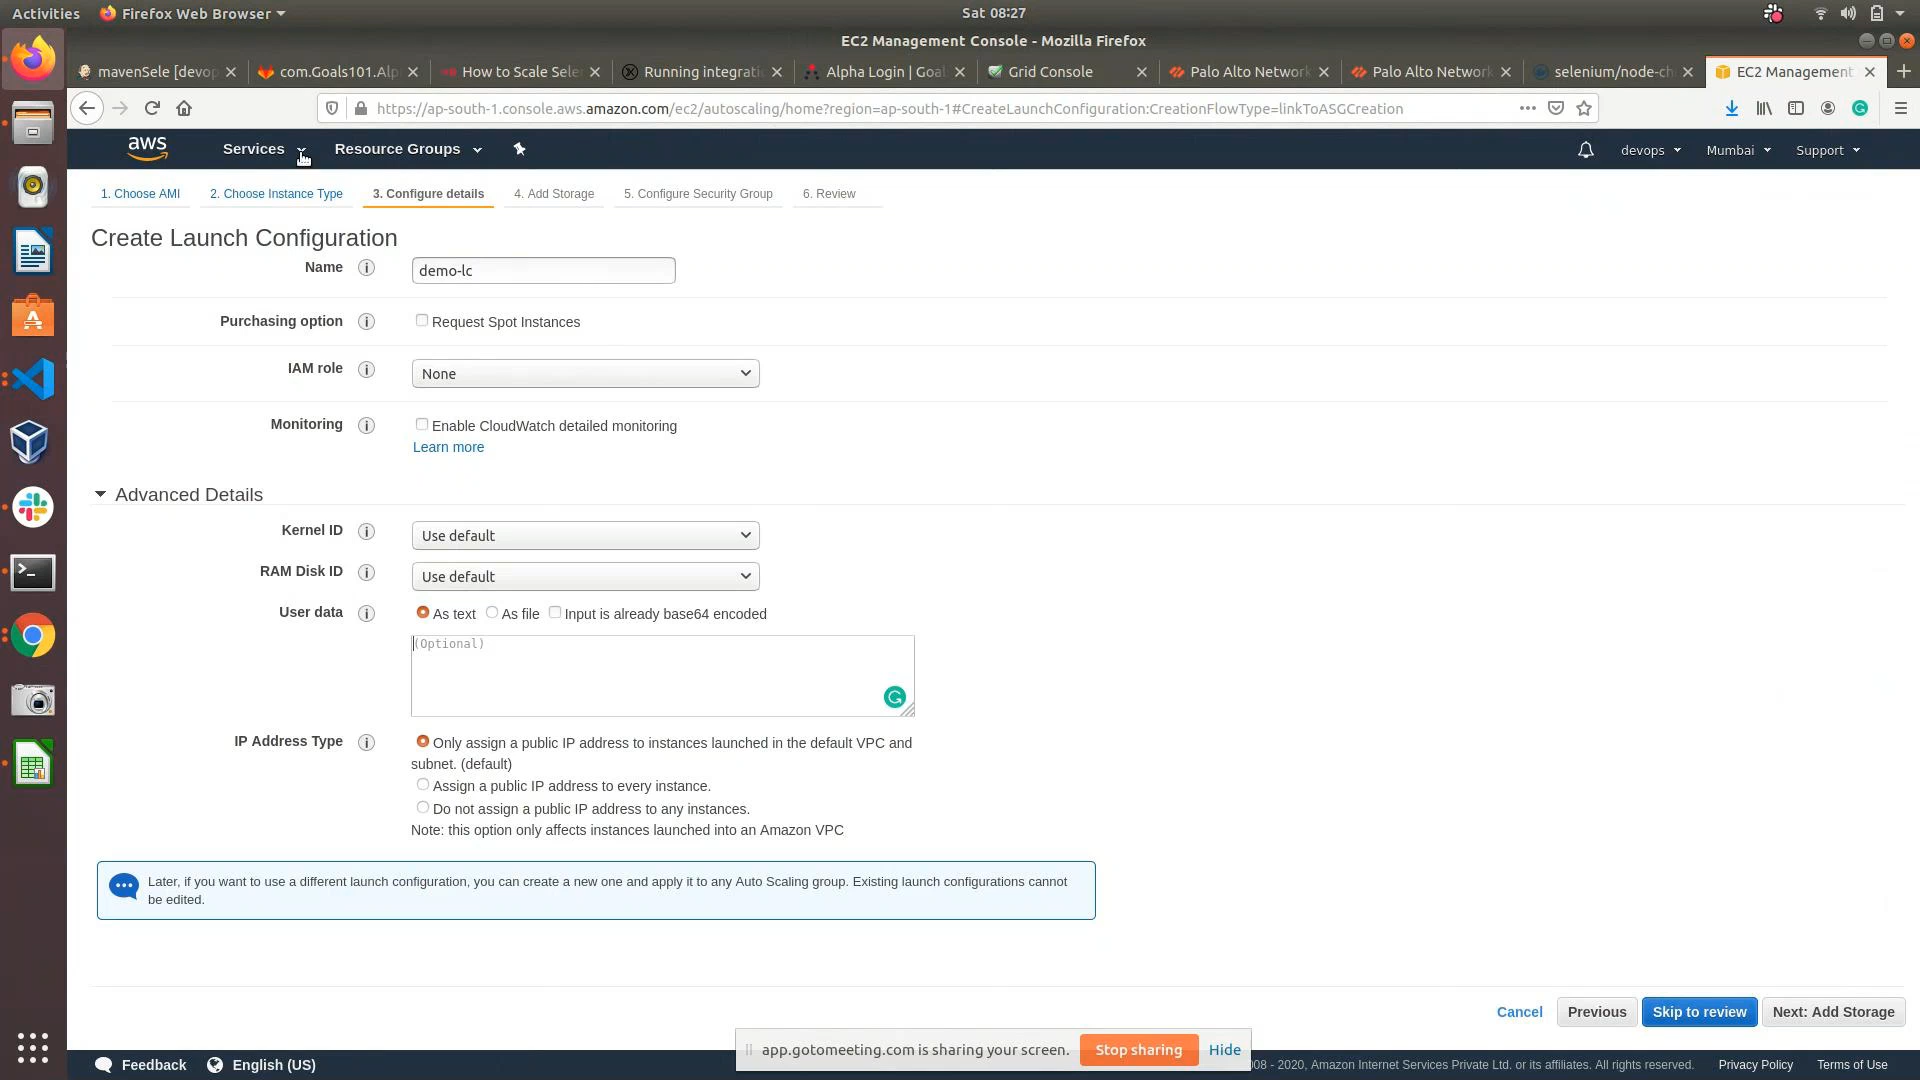 Activities
Firefox Web Browser
Sat 08:27
EC2 Management Console - Mozilla Firefox
mavenSele [devop
com.Goals101.Alp
How to Scale Sele
Running integrati
Alpha Login | Goal
Grid Console
Palo Alto Network
Palo Alto Network
selenium/node-ch
EC2 Management
https://ap-south-1.console.aws.amazon.com/ec2/autoscaling/home?region=ap-south-1#CreateLaunchConfiguration:CreationFlowType=linkToASGCreation
aws
Services
Resource Groups
devops
Mumbai
Support
1. Choose AMI
2. Choose Instance Type
3. Configure details
4. Add Storage
5. Configure Security Group
6. Review
Create Launch Configuration
Name
demo-lc
Purchasing option
Request Spot Instances
IAM role
None
Monitoring
Enable CloudWatch detailed monitoring
Learn more
Advanced Details
Kernel ID
Use default
RAM Disk ID
Use default
User data
As text
As file
Input is already base64 encoded
(Optional)
IP Address Type
Only assign a public IP address to instances launched in the default VPC and
subnet. (default)
Assign a public IP address to every instance.
Do not assign a public IP address to any instances.
Note: this option only affects instances launched into an Amazon VPC
Later, if you want to use a different launch configuration, you can create a new one and apply it to any Auto Scaling group. Existing launch configurations cannot
be edited.
Cancel
Previous
Skip to review
Next: Add Storage
app.gotomeeting.com is sharing your screen.
Stop sharing
Hide
Feedback
English (US)
08 - 2020, Amazon Internet Services Private Ltd. or its affiliates. All rights reserved.
Privacy Policy
Terms of Use